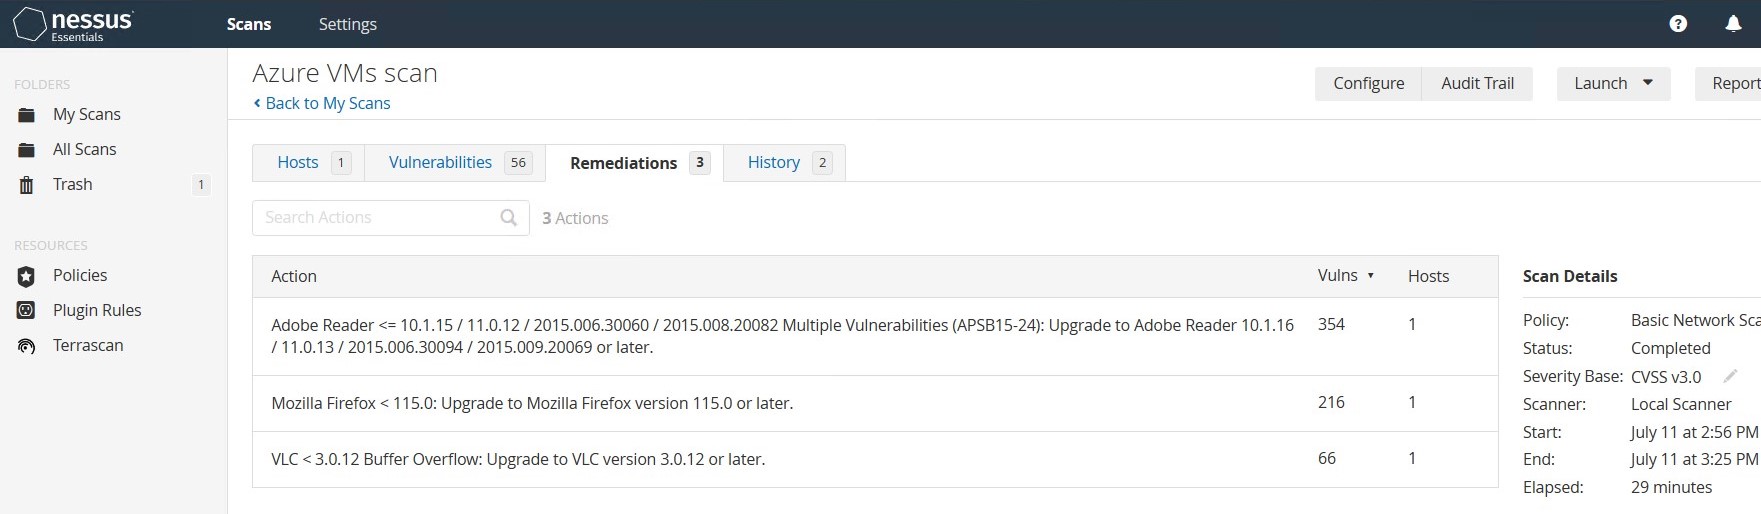 nessus
Essentials
Scans
Settings
Azure VMs scan
Back to My Scans
Configure
Audit Trail
Launch
Report
FOLDERS
My Scans
All Scans
Trash 1
RESOURCES
Policies
Plugin Rules
Terrascan
Hosts 1
Vulnerabilities 56
Remediations 3
History 2
Search Actions
3 Actions
Action Vulns Hosts
Adobe Reader <= 10.1.15 / 11.0.12 / 2015.006.30060 / 2015.008.20082 Multiple Vulnerabilities (APSB15-24): Upgrade to Adobe Reader 10.1.16 354 1
/ 11.0.13 / 2015.006.30094 / 2015.009.20069 or later.
Mozilla Firefox < 115.0: Upgrade to Mozilla Firefox version 115.0 or later. 216 1
VLC < 3.0.12 Buffer Overflow: Upgrade to VLC version 3.0.12 or later. 66 1
Scan Details
Policy: Basic Network Sca
Status: Completed
Severity Base: CVSS v3.0
Scanner: Local Scanner
Start: July 11 at 2:56 PM
End: July 11 at 3:25 PM
Elapsed: 29 minutes